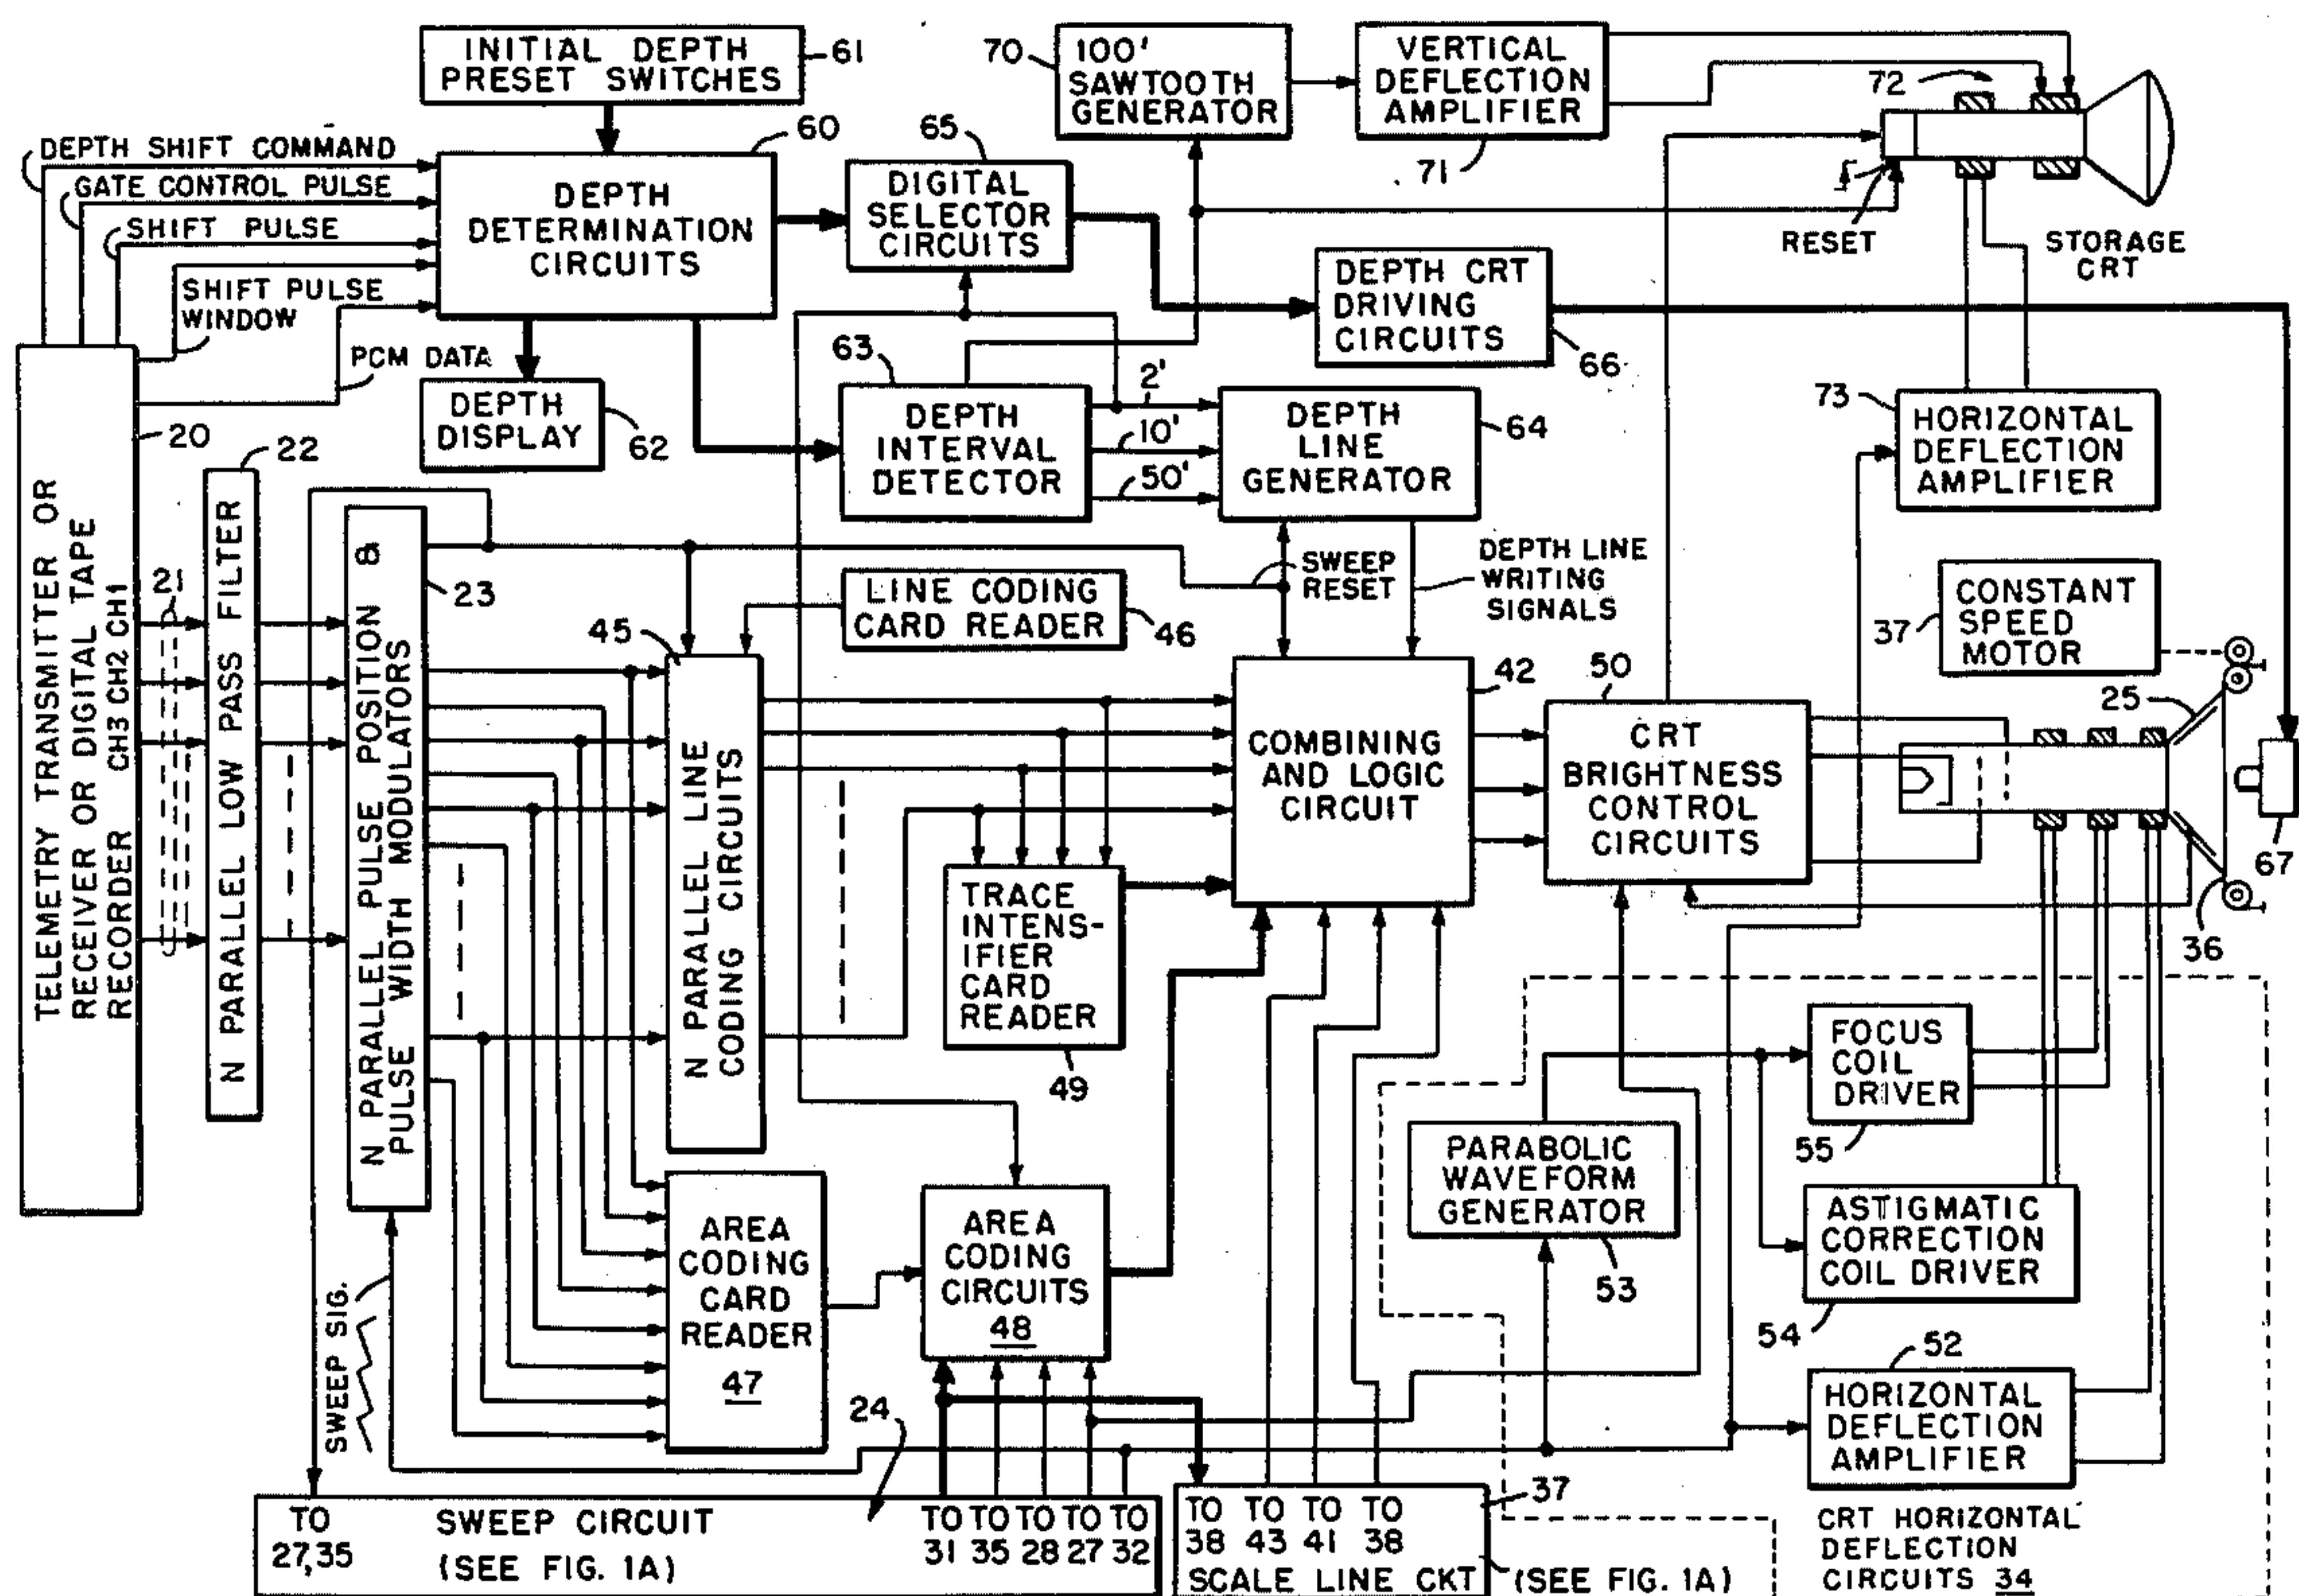 INITIAL DEPTH
PRESET SWITCHES
61
70
100'
SAWTOOTH
GENERATOR
VERTICAL
DEFLECTION
AMPLIFIER
71
72
RESET
STORAGE
CRT
DEPTH SHIFT COMMAND
GATE CONTROL PULSE
SHIFT PULSE
SHIFT PULSE
WINDOW
PCM DATA
60
DEPTH
DETERMINATION
CIRCUITS
65
DIGITAL
SELECTOR
CIRCUITS
DEPTH CRT
DRIVING
CIRCUITS
66
DEPTH
DISPLAY
62
63
DEPTH
INTERVAL
DETECTOR
2'
10'
50'
DEPTH
LINE
GENERATOR
64
73
HORIZONTAL
DEFLECTION
AMPLIFIER
20
TELEMETRY TRANSMITTER OR
RECEIVER OR DIGITAL TAPE
RECORDER CH3 CH2 CH1
21
22
N PARALLEL LOW PASS FILTER
23
N PARALLEL PULSE POSITION &
PULSE WIDTH MODULATORS
45
N PARALLEL LINE
CODING CIRCUITS
LINE CODING
CARD READER
46
SWEEP
RESET
DEPTH LINE
WRITING
SIGNALS
CONSTANT
SPEED
MOTOR
37
42
COMBINING
AND LOGIC
CIRCUIT
50
CRT
BRIGHTNESS
CONTROL
CIRCUITS
25
67
36
TRACE
INTENS-
IFIER
CARD
READER
49
FOCUS
COIL
DRIVER
55
PARABOLIC
WAVEFORM
GENERATOR
53
ASTIGMATIC
CORRECTION
COIL DRIVER
54
AREA
CODING
CARD
READER
47
AREA
CODING
CIRCUITS
48
52
HORIZONTAL
DEFLECTION
AMPLIFIER
SWEEP SIG.
24
TO
27,35
SWEEP CIRCUIT
(SEE FIG. 1A)
TO TO TO TO TO
31 35 28 27 32
37
TO TO TO TO
38 43 41 38
SCALE LINE CKT
(SEE FIG. 1A)
CRT HORIZONTAL
DEFLECTION
CIRCUITS 34